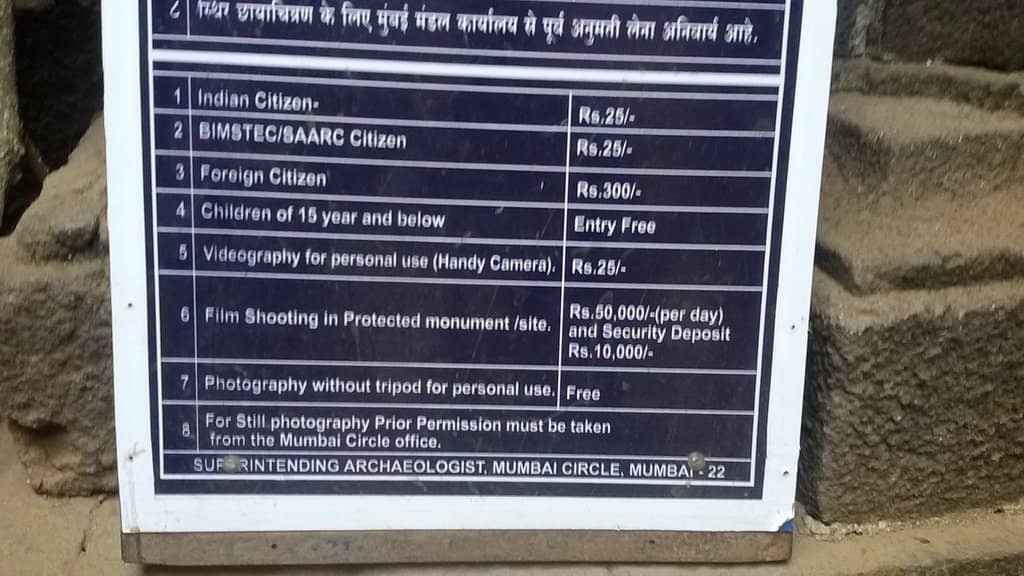 ८ स्थिर छायाचित्रण के लिए मुंबई मंडल कार्यालय से पूर्व अनुमती लेना अनिवार्य आहे.
1 Indian Citizen- Rs.25/-
2 BIMSTEC/SAARC Citizen Rs.25/-
3 Foreign Citizen Rs.300/-
4 Children of 15 year and below Entry Free
5 Videography for personal use (Handy Camera). Rs.25/-
6 Film Shooting in Protected monument /site. Rs.50,000/-(per day)
and Security Deposit
Rs.10,000/-
7 Photography without tripod for personal use. Free
8 For Still photography Prior Permission must be taken
from the Mumbai Circle office.
SUPERINTENDING ARCHAEOLOGIST, MUMBAI CIRCLE, MUMBAI - 22